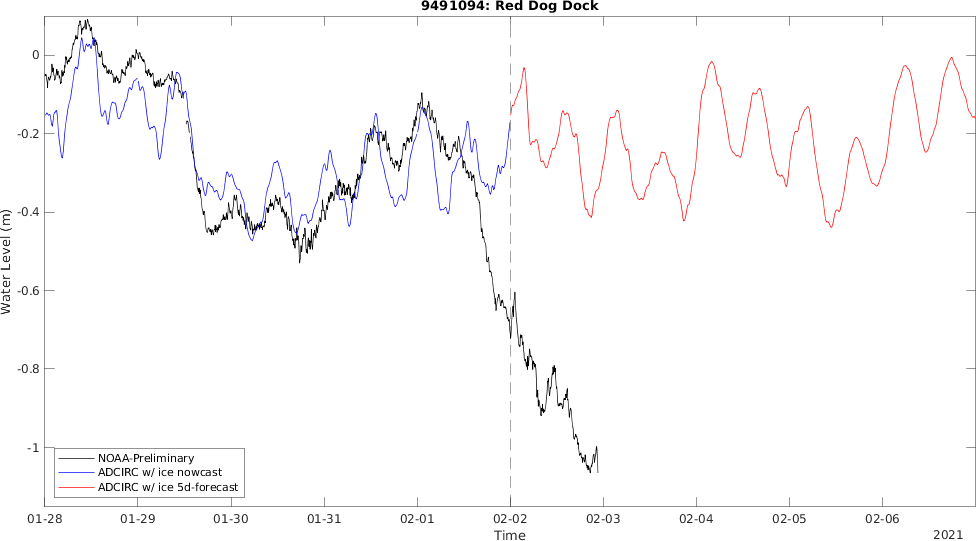 9491094: Red Dog Dock
0
-0.2
-0.4
-0.6
-0.8
-1
Water Level (m)
NOAA-Preliminary
ADCIRC w/ ice nowcast
ADCIRC w/ ice 5d-forecast
01-28 01-29 01-30 01-31 02-01 02-02 02-03 02-04 02-05 02-06
Time
2021